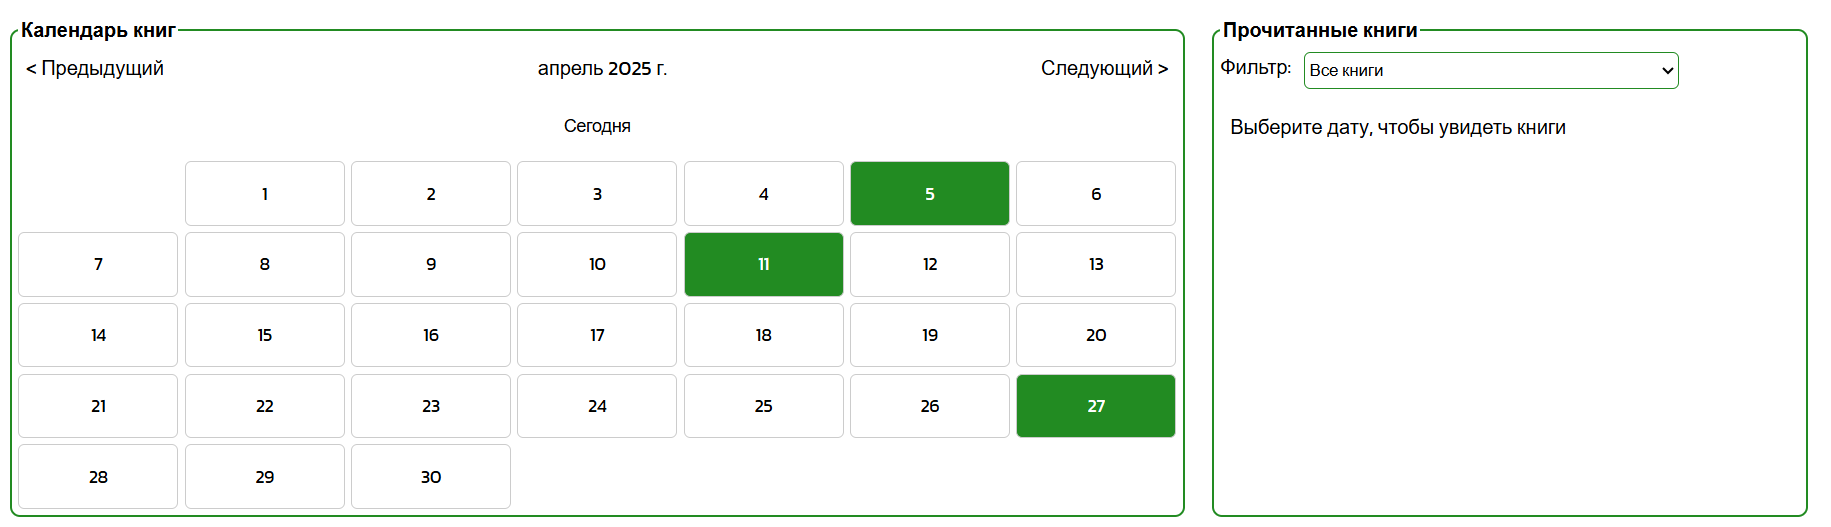 Календарь книг
< Предыдущий апрель 2025 г. Следующий >
Сегодня
1 2 3 4 5 6
7 8 9 10 11 12 13
14 15 16 17 18 19 20
21 22 23 24 25 26 27
28 29 30
Прочитанные книги
Фильтр: Все книги
Выберите дату, чтобы увидеть книги